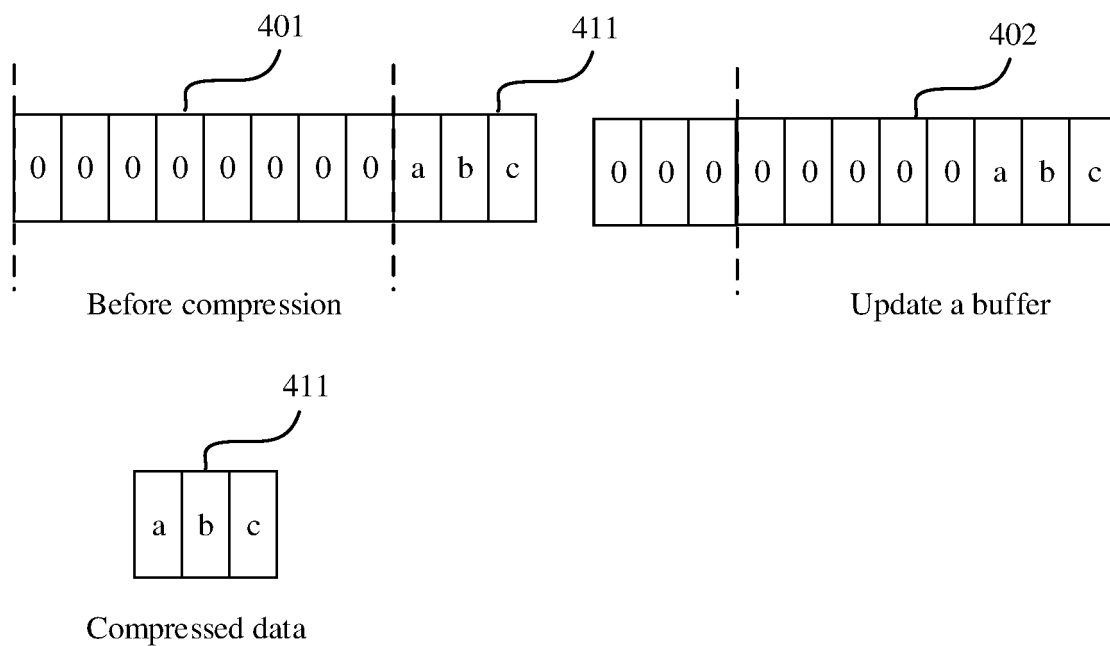 401
411
402
0 0 0 0 0 0 0 0 a b c
0 0 0 0 0 0 0 0 a b c
Before compression
Update a buffer
411
a b c
Compressed data